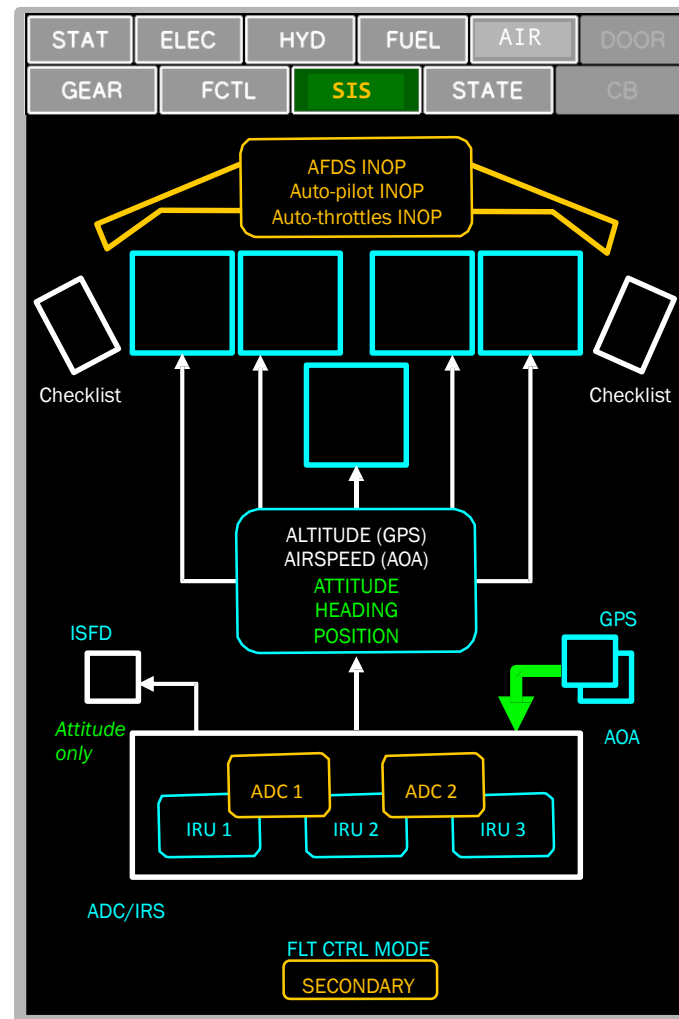 STAT ELEC HYD FUEL AIR DOOR
GEAR FCTL SIS STATE CB
AFDS INOP
Auto-pilot INOP
Auto-throttles INOP
Checklist
Checklist
ALTITUDE (GPS)
AIRSPEED (AOA)
ATTITUDE
HEADING
POSITION
ISFD
GPS
Attitude
only
AOA
ADC 1
ADC 2
IRU 1
IRU 2
IRU 3
ADC/IRS
FLT CTRL MODE
SECONDARY